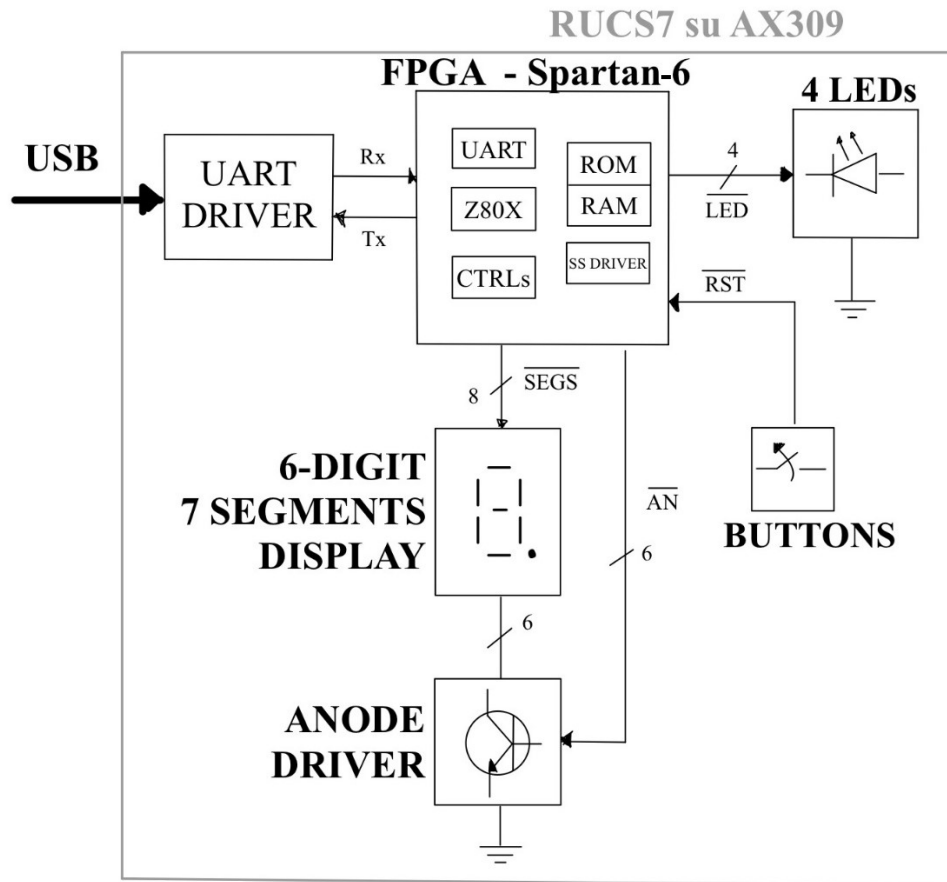 RUCS7 su AX309
FPGA - Spartan-6
4 LEDs
USB
UART
DRIVER
Rx
Tx
UART
Z80X
CTRLs
ROM
RAM
SS DRIVER
4
LED
RST
8
SEGS
6-DIGIT
7 SEGMENTS
DISPLAY
AN
6
BUTTONS
6
ANODE
DRIVER